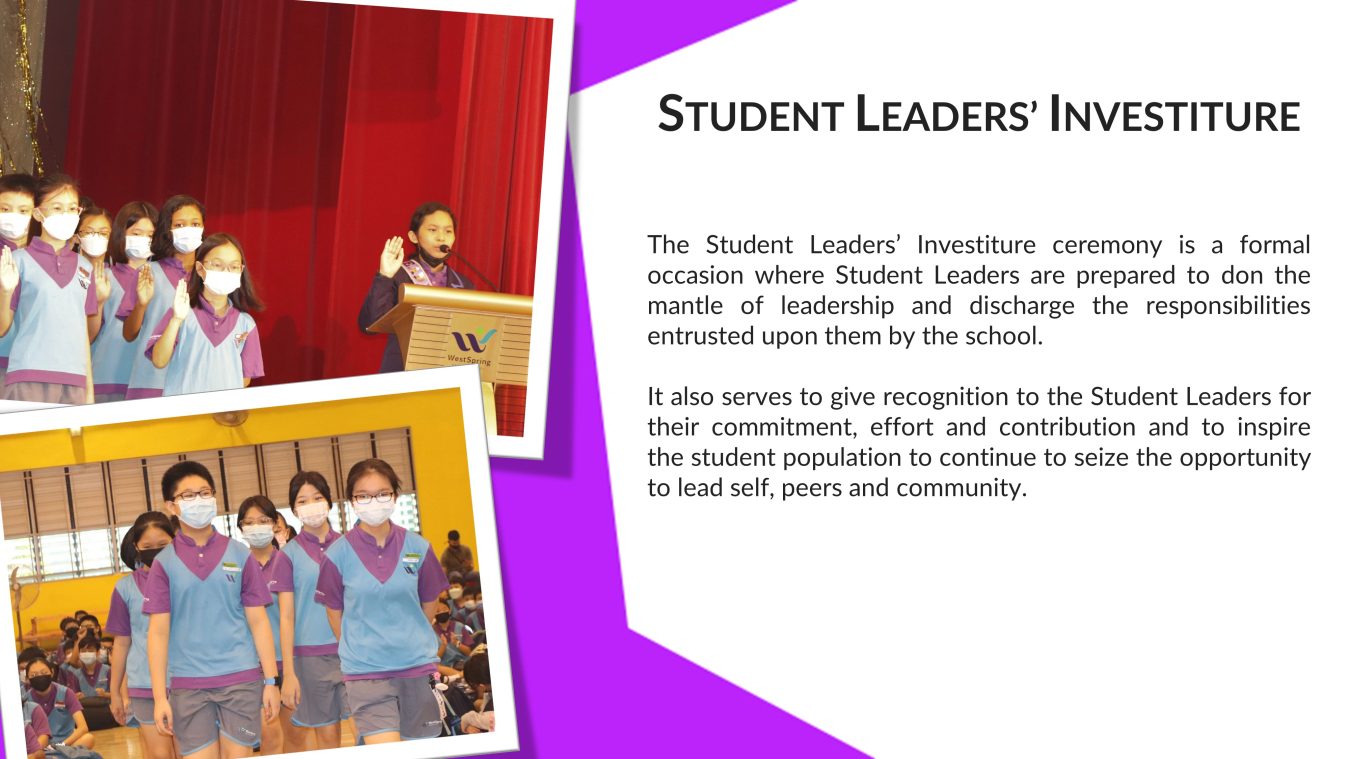 STUDENT LEADERS’ INVESTITURE
The Student Leaders’ Investiture ceremony is a formal
occasion where Student Leaders are prepared to don the
mantle of leadership and discharge the responsibilities
entrusted upon them by the school.
It also serves to give recognition to the Student Leaders for
their commitment, effort and contribution and to inspire
the student population to continue to seize the opportunity
to lead self, peers and community.
WestSpring